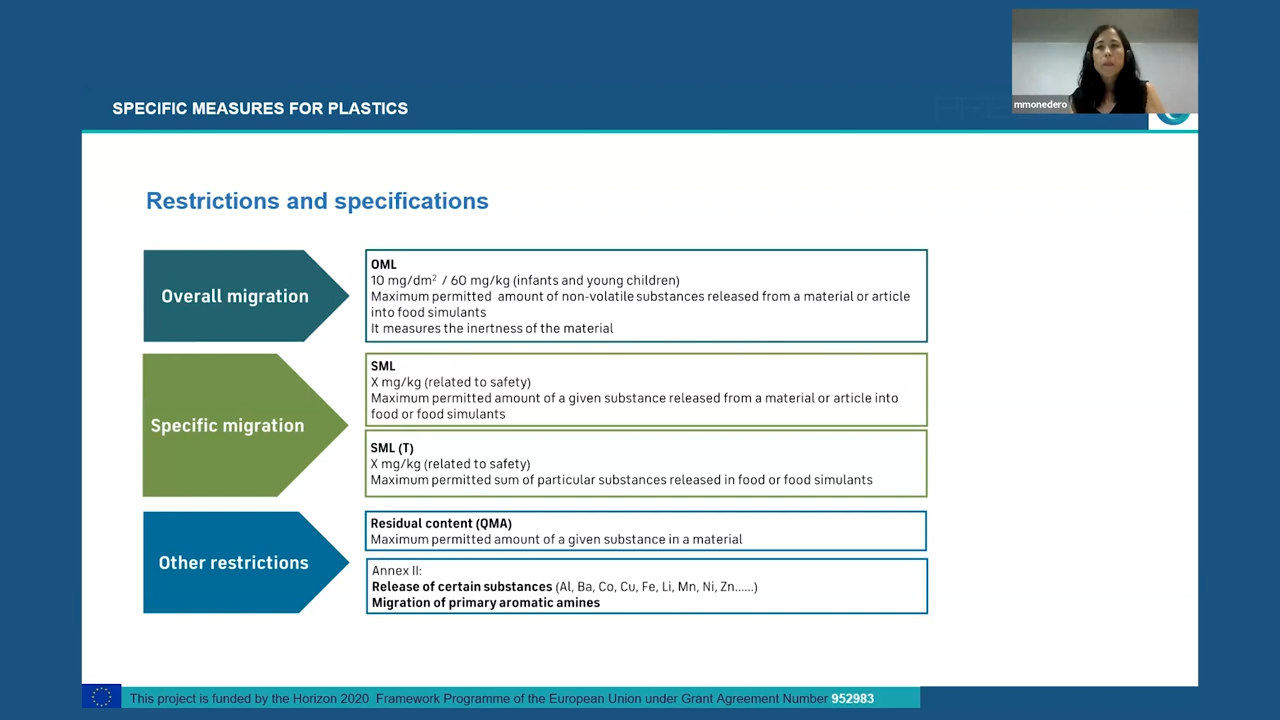 mmonedero
SPECIFIC MEASURES FOR PLASTICS
Restrictions and specifications
Overall migration
OML
10 mg/dm² / 60 mg/kg (infants and young children)
Maximum permitted amount of non-volatile substances released from a material or article
into food simulants
It measures the inertness of the material
Specific migration
SML
X mg/kg (related to safety)
Maximum permitted amount of a given substance released from a material or article into
food or food simulants
SML (T)
X mg/kg (related to safety)
Maximum permitted sum of particular substances released in food or food simulants
Other restrictions
Residual content (QMA)
Maximum permitted amount of a given substance in a material
Annex II:
Release of certain substances (Al, Ba, Co, Cu, Fe, Li, Mn, Ni, Zn......)
Migration of primary aromatic amines
This project is funded by the Horizon 2020 Framework Programme of the European Union under Grant Agreement Number 952983